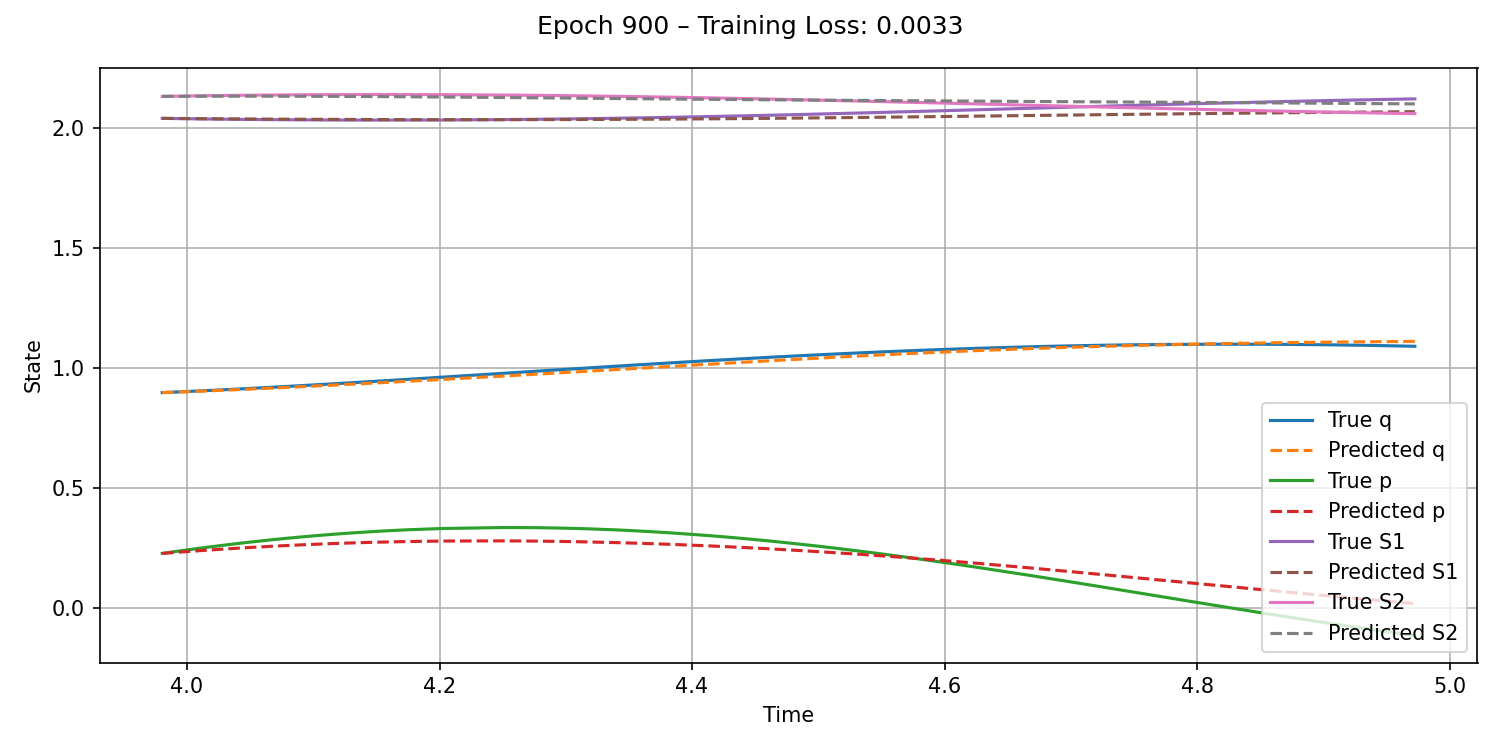 Epoch 900 – Training Loss: 0.0033
State
2.0
1.5
1.0
0.5
0.0
True q
Predicted q
True p
Predicted p
True S1
Predicted S1
True S2
Predicted S2
4.0 4.2 4.4 4.6 4.8 5.0
Time